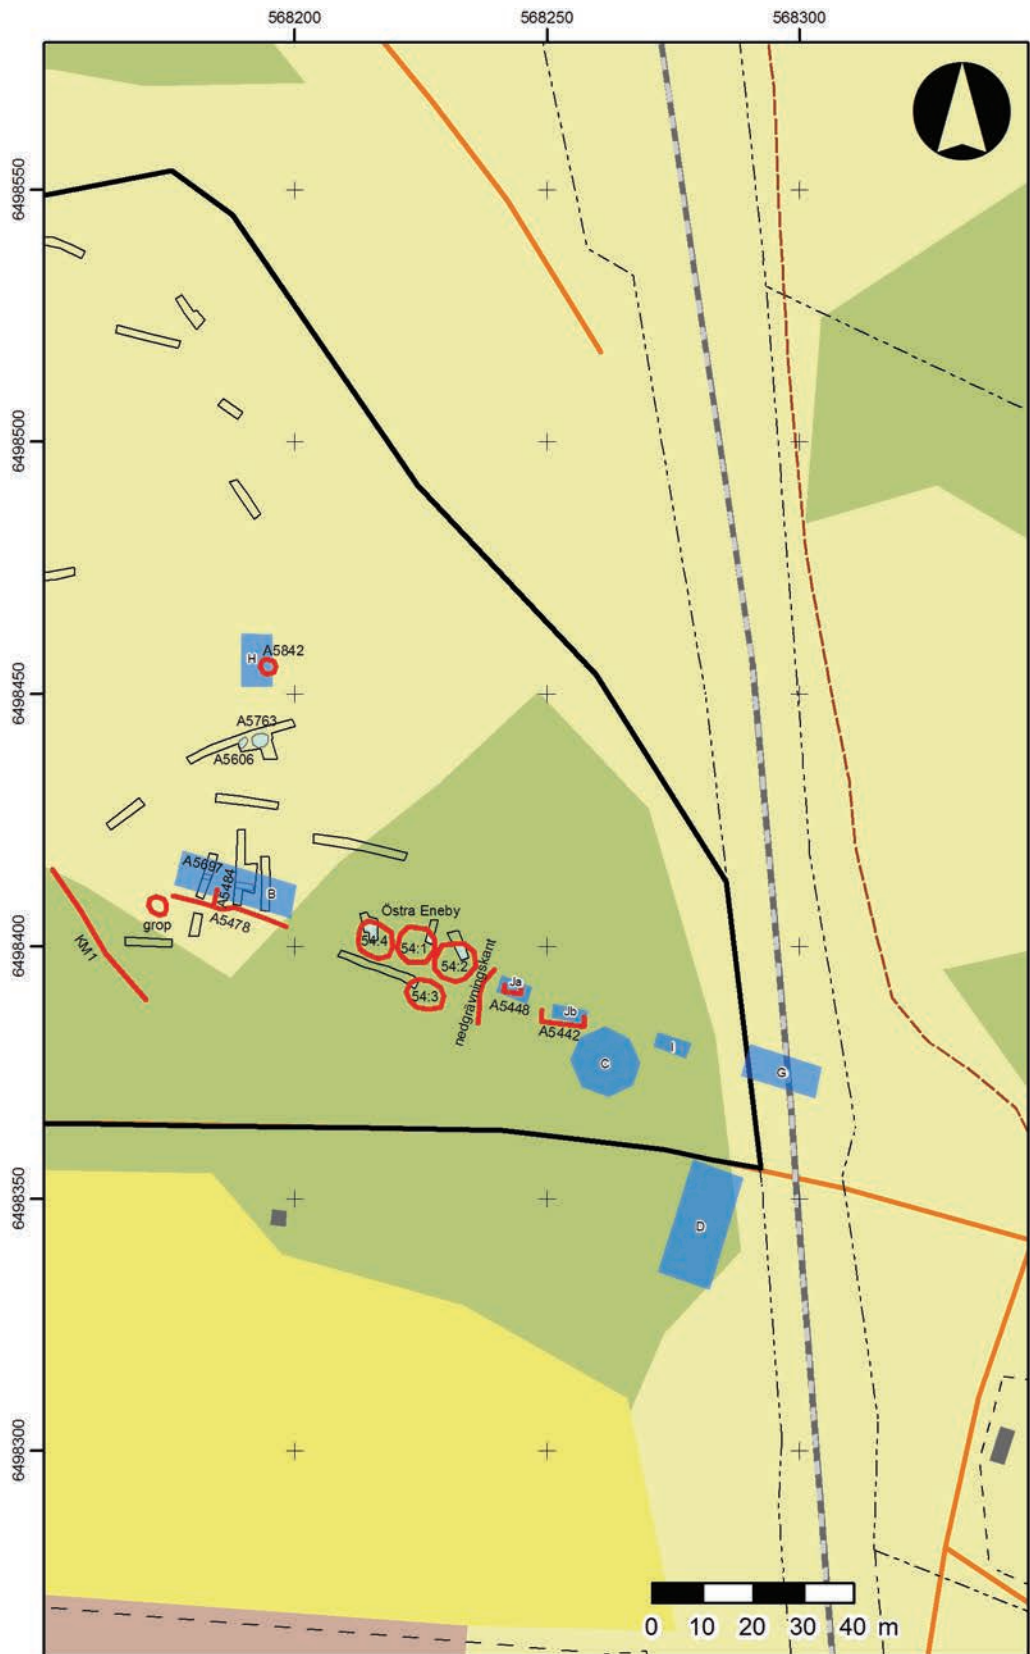 568200
568250
568300
6498550
6498500
6498450
6498400
6498350
6498300
H
A5842
A5763
A5606
A5697
A5484
B
grop
A5478
KM1
Östra Eneby
54:4
54:1
54:2
54:3
nedgrävningskant
Ja
A5448
Jb
A5442
I
C
G
D
0 10 20 30 40 m